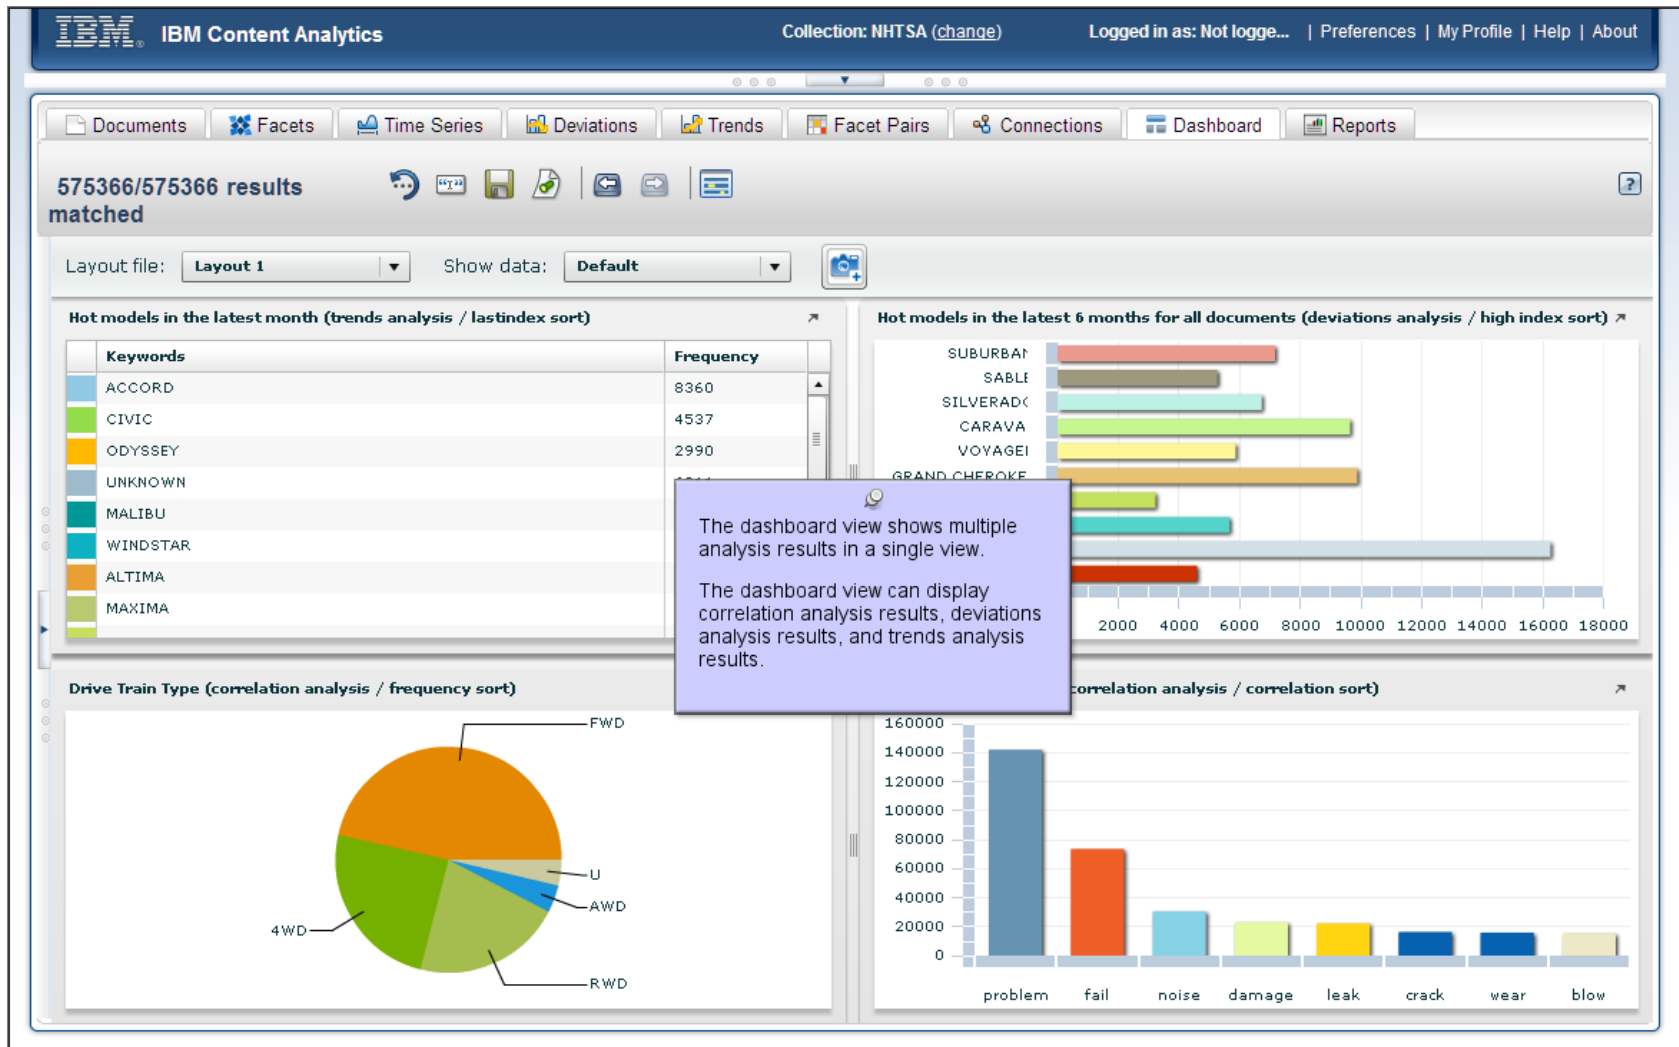 IBM® IBM Content Analytics
Collection: NHTSA (change)
Logged in as: Not logge... | Preferences | My Profile | Help | About
Documents
Facets
Time Series
Deviations
Trends
Facet Pairs
Connections
Dashboard
Reports
575366/575366 results
matched
?
Layout file: Layout 1
Show data: Default
Hot models in the latest month (trends analysis / lastindex sort)
Keywords Frequency
ACCORD 8360
CIVIC 4537
ODYSSEY 2990
UNKNOWN
MALIBU
WINDSTAR
ALTIMA
MAXIMA
Hot models in the latest 6 months for all documents (deviations analysis / high index sort)
SUBURBAN
SABLE
SILVERADO
CARAVA
VOYAGEI
GRAND CHEROKE
2000 4000 6000 8000 10000 12000 14000 16000 18000
The dashboard view shows multiple
analysis results in a single view.
The dashboard view can display
correlation analysis results, deviations
analysis results, and trends analysis
results.
Drive Train Type (correlation analysis / frequency sort)
FWD
U
AWD
4WD
RWD
correlation analysis / correlation sort)
160000
140000
120000
100000
80000
60000
40000
20000
0
problem fail noise damage leak crack wear blow